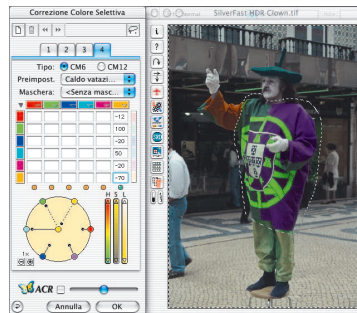 Correzione Colore Selettiva
1 2 3 4
Tipo: CM6 CM12
Preimpost. Caldo vatazi...
Maschera: <Senza masc...
-12
100
-20
50
-20
-70
H S L
1x
ACR
Annulla OK
SilverFast HDR Clown.tif
i
?